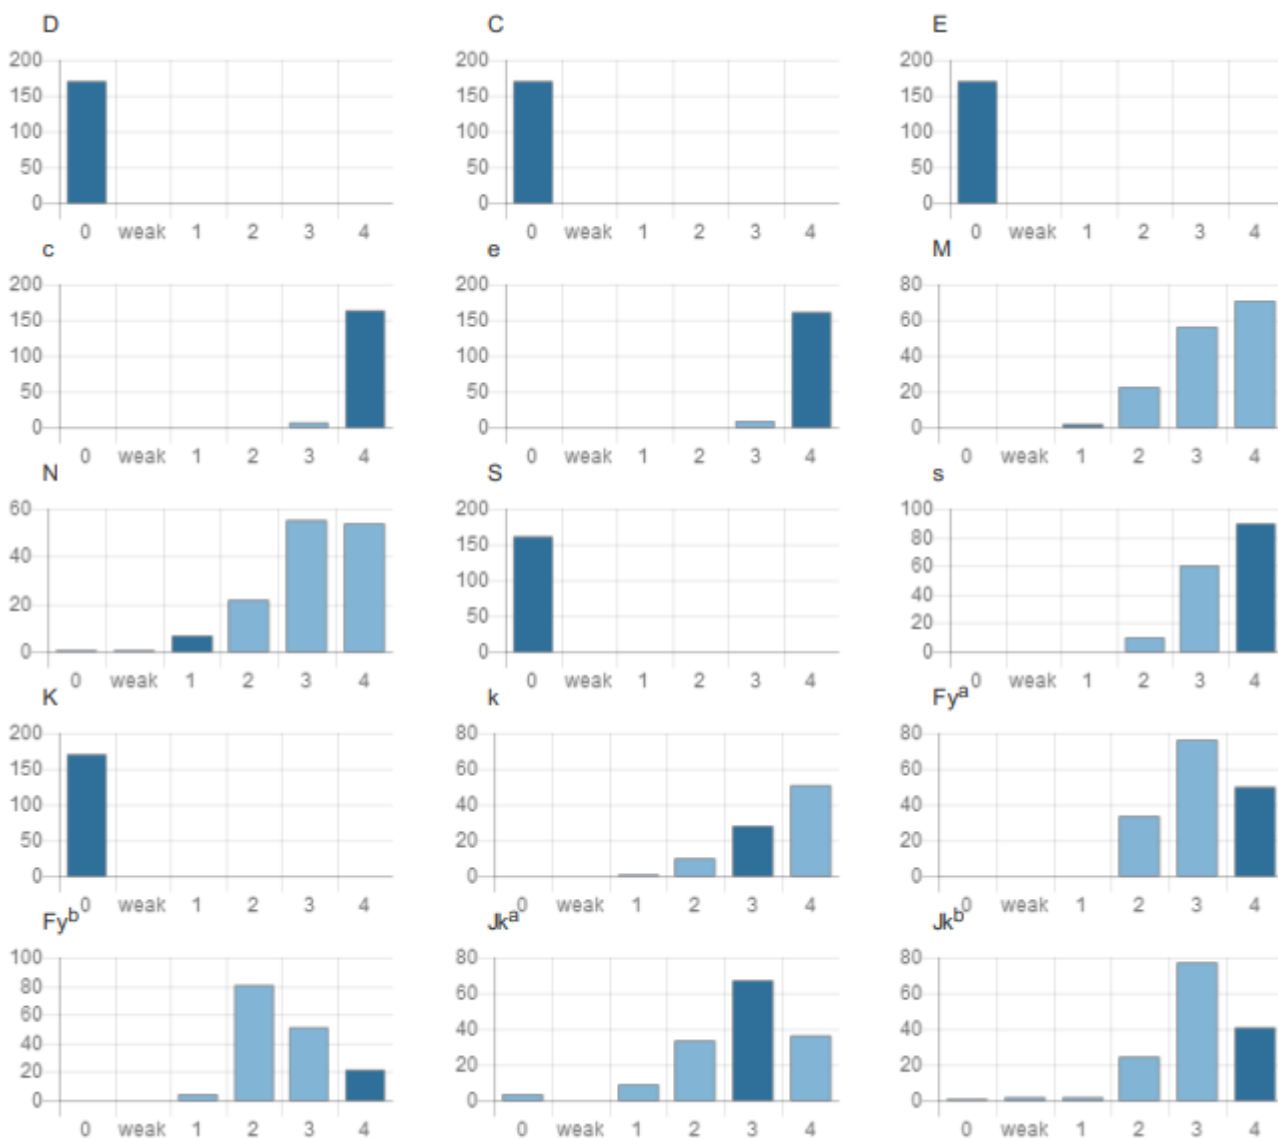 D C E
200 200 200
150 150 150
100 100 100
50 50 50
0 0 0
0 weak 1 2 3 4 0 weak 1 2 3 4 0 weak 1 2 3 4
c e M
200 200 80
150 150 60
100 100 40
50 50 20
0 0 0
0 weak 1 2 3 4 0 weak 1 2 3 4 0 weak 1 2 3 4
N S s
60 200 100
40 150 80
20 100 60
0 50 40
0 20
0
0 weak 1 2 3 4 0 weak 1 2 3 4 0 weak 1 2 3 4
K k Fyᵃ
200 80 80
150 60 60
100 40 40
50 20 20
0 0 0
0 weak 1 2 3 4 0 weak 1 2 3 4 0 weak 1 2 3 4
Fyᵇ Jkᵃ Jkᵇ
100 80 80
80 60 60
60 40 40
40 20 20
20 0 0
0
0 weak 1 2 3 4 0 weak 1 2 3 4 0 weak 1 2 3 4